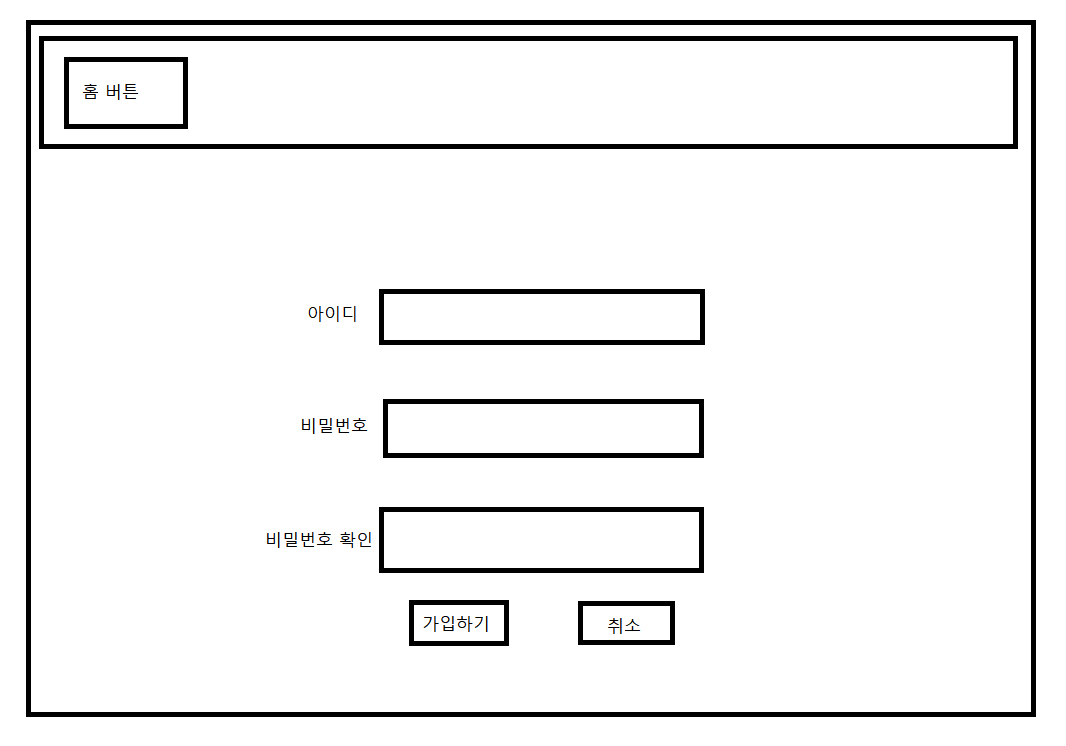 홈 버튼
아이디
비밀번호
비밀번호 확인
가입하기
취소